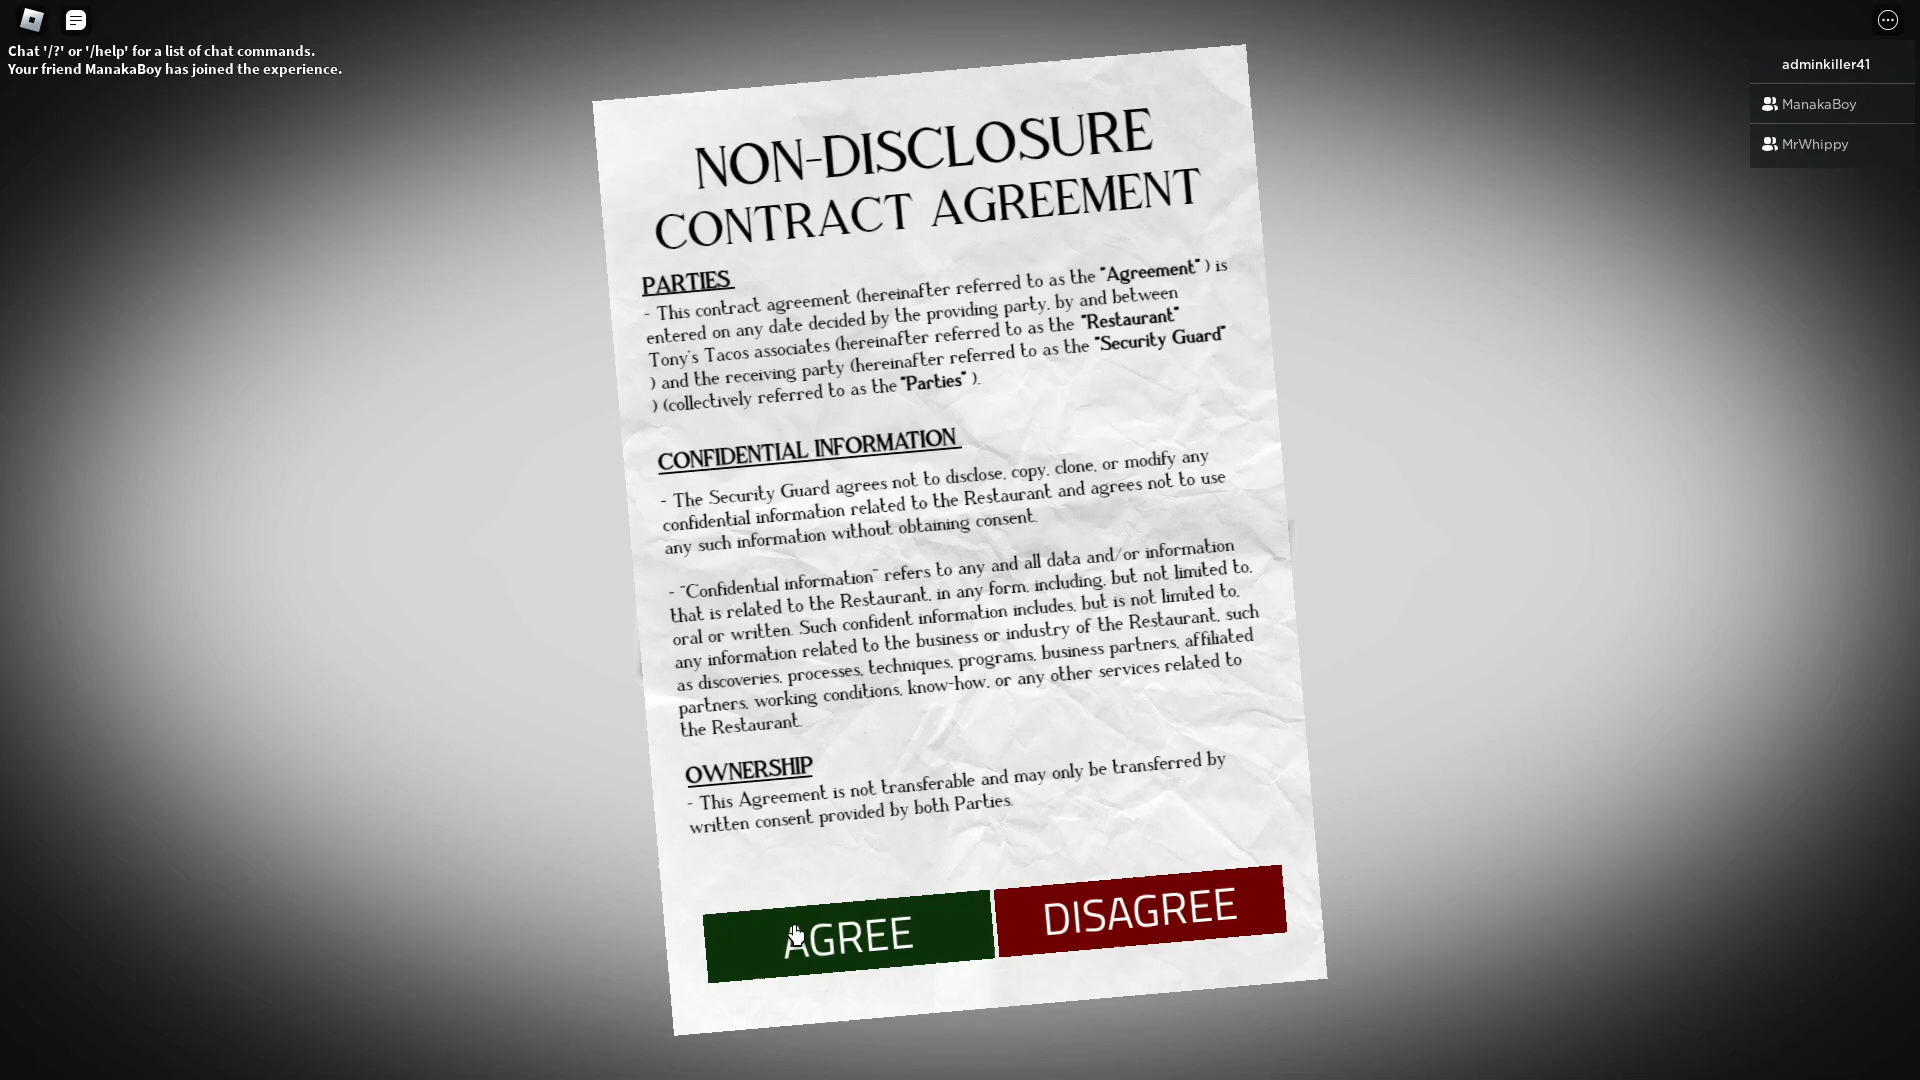 Chat '/?' or '/help' for a list of chat commands.
Your friend ManakaBoy has joined the experience.
adminkiller41
ManakaBoy
MrWhippy
NON-DISCLOSURE
CONTRACT AGREEMENT
PARTIES
- This contract agreement (hereinafter referred to as the "Agreement" ) is
entered on any date decided by the providing party, by and between
Tony's Tacos associates (hereinafter referred to as the "Restaurant"
) and the receiving party (hereinafter referred to as the "Security Guard"
) (collectively referred to as the "Parties" ).
CONFIDENTIAL INFORMATION
- The Security Guard agrees not to disclose, copy, clone, or modify any
confidential information related to the Restaurant and agrees not to use
any such information without obtaining consent.
- "Confidential information" refers to any and all data and/or information
that is related to the Restaurant, in any form, including, but not limited to,
oral or written. Such confident information includes, but is not limited to,
any information related to the business or industry of the Restaurant, such
as discoveries, processes, techniques, programs, business partners, affiliated
partners, working conditions, know-how, or any other services related to
the Restaurant.
OWNERSHIP
- This Agreement is not transferable and may only be transferred by
written consent provided by both Parties.
AGREE
DISAGREE